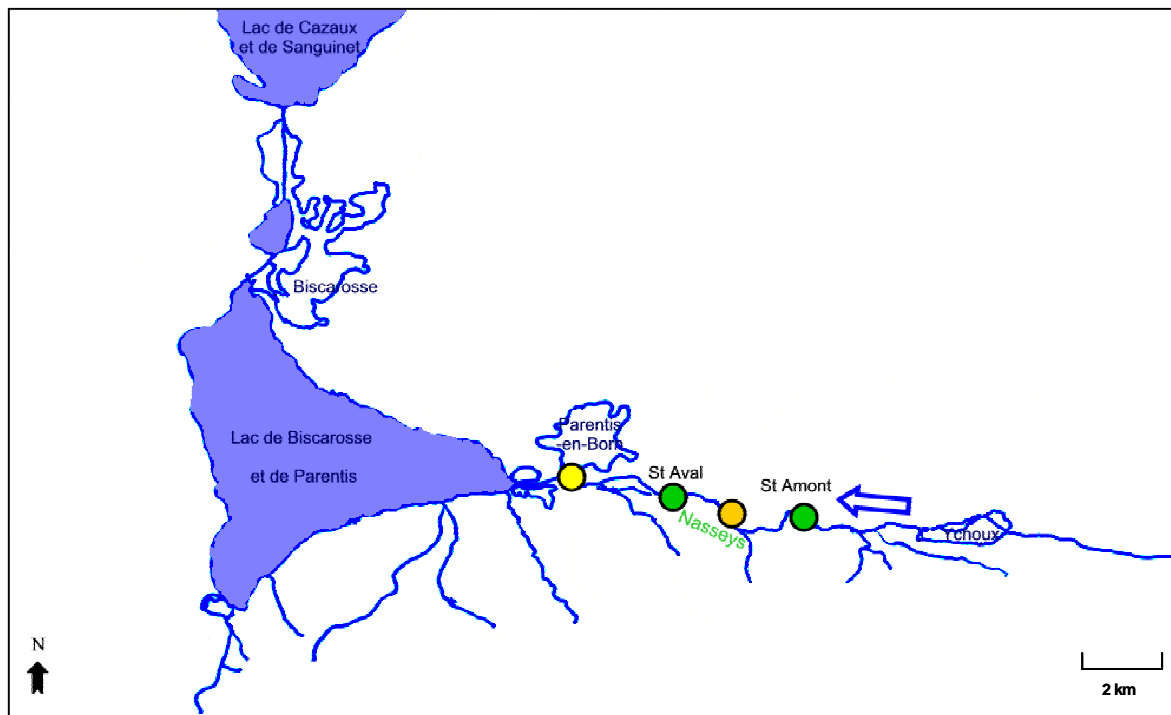 Lac de Cazaux
et de Sanguinet
Biscarosse
Lac de Biscarosse
et de Parentis
Parentis
-en-Born
St Aval
St Amont
Nasseys
Ychoux
N
2 km